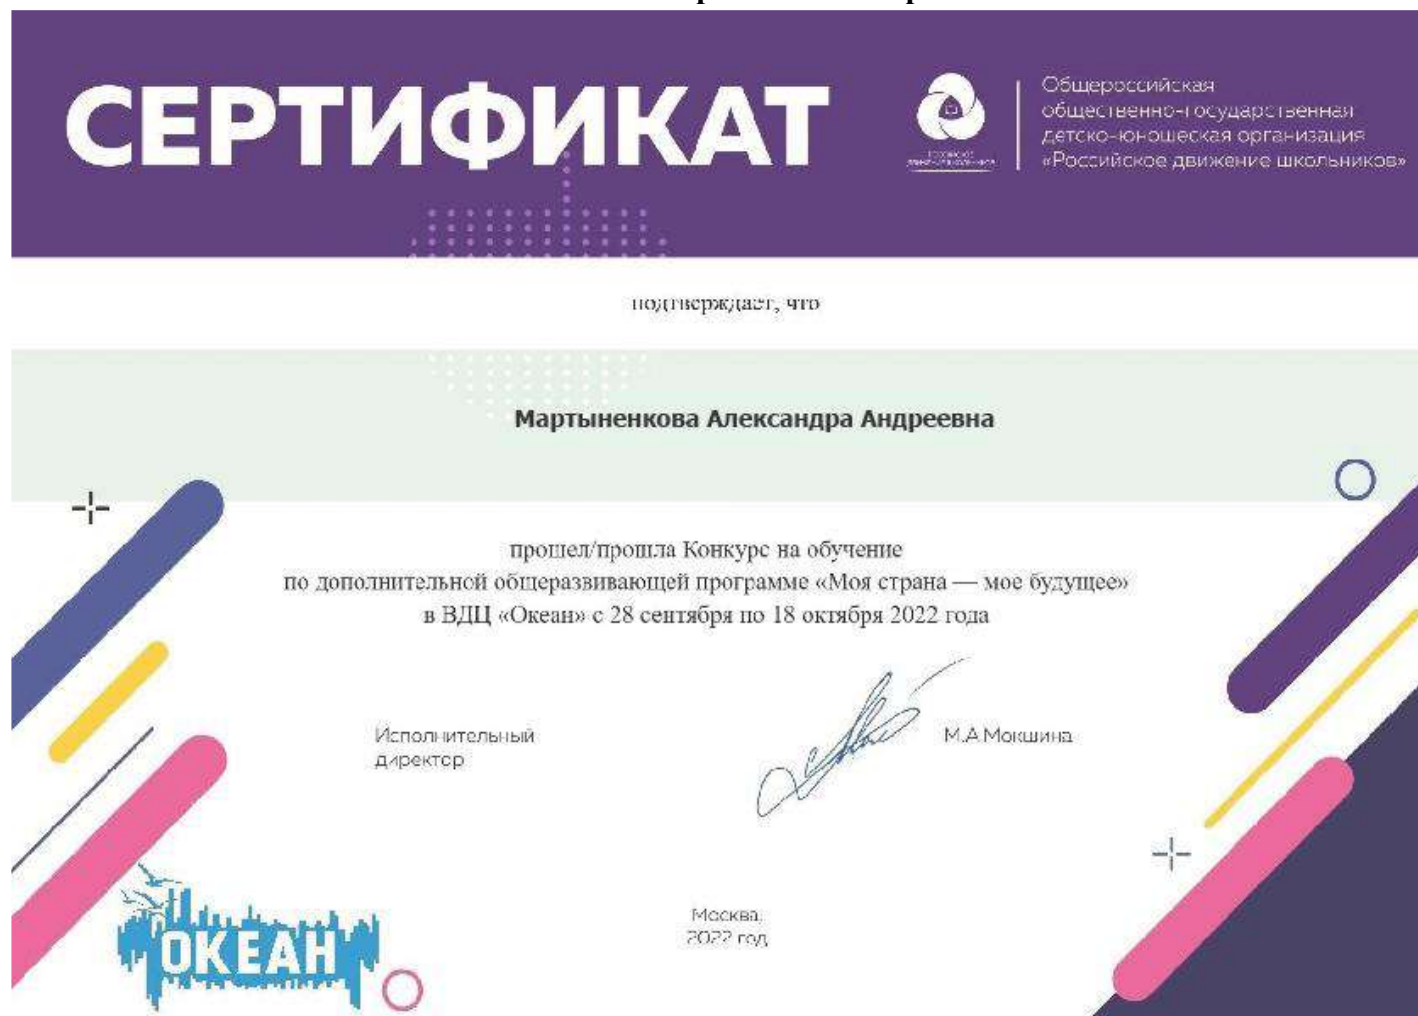 СЕРТИФИКАТ
Общероссийская
общественно-государственная
детско-юношеская организация
«Российское движение школьников»
подтверждает, что
Мартыненкова Александра Андреевна
прошел/прошла Конкурс на обучение
по дополнительной общеразвивающей программе «Моя страна — мое будущее»
в ВДЦ «Океан» с 28 сентября по 18 октября 2022 года
Исполнительный
директор
М.А.Мокшина
ОКЕАН
Москва,
2022 год